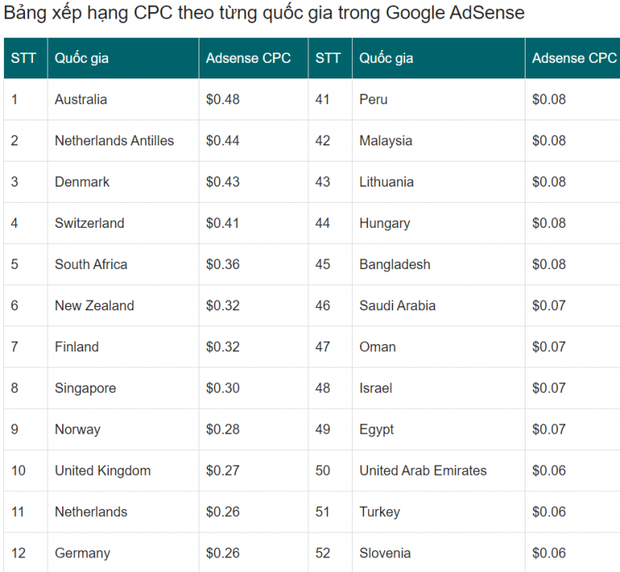 Bảng xếp hạng CPC theo từng quốc gia trong Google AdSense
STT Quốc gia Adsense CPC STT Quốc gia Adsense CPC
1 Australia $0.48 41 Peru $0.08
2 Netherlands Antilles $0.44 42 Malaysia $0.08
3 Denmark $0.43 43 Lithuania $0.08
4 Switzerland $0.41 44 Hungary $0.08
5 South Africa $0.36 45 Bangladesh $0.08
6 New Zealand $0.32 46 Saudi Arabia $0.07
7 Finland $0.32 47 Oman $0.07
8 Singapore $0.30 48 Israel $0.07
9 Norway $0.28 49 Egypt $0.07
10 United Kingdom $0.27 50 United Arab Emirates $0.06
11 Netherlands $0.26 51 Turkey $0.06
12 Germany $0.26 52 Slovenia $0.06